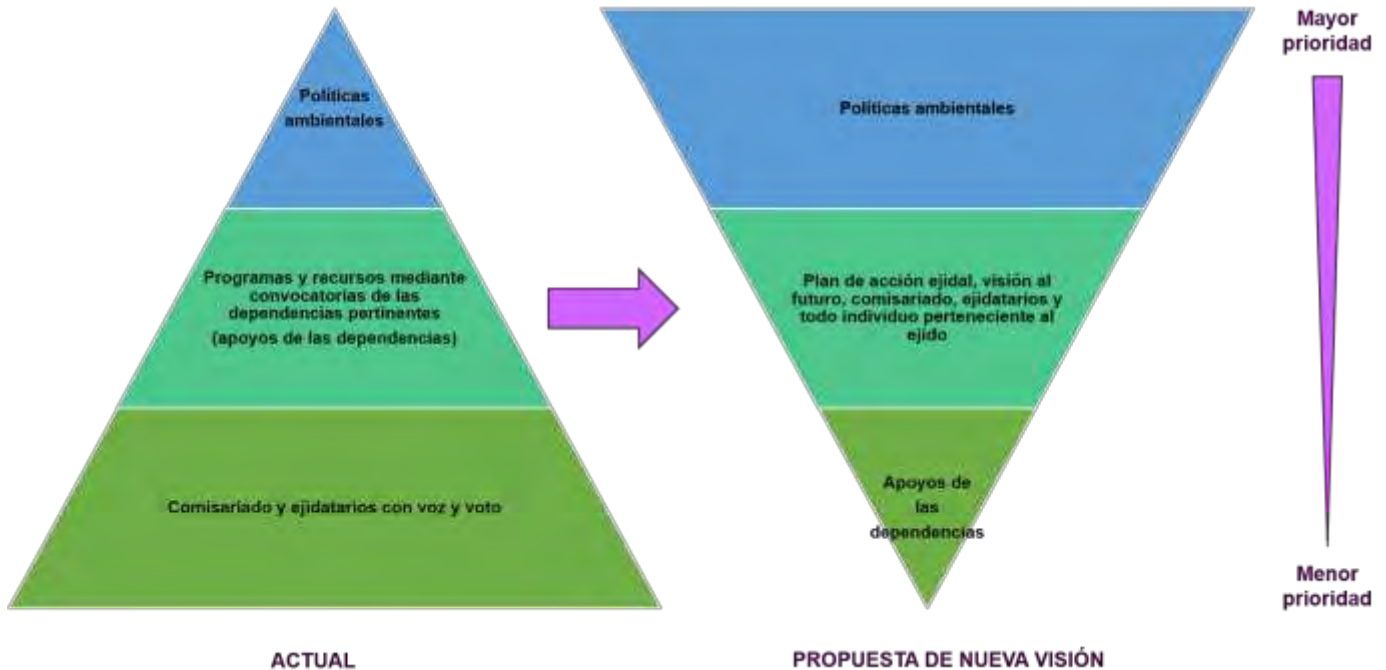 Políticas
ambientales
Programas y recursos mediante
convocatorias de las
dependencias pertinentes
(apoyos de las dependencias)
Comisariado y ejidatarios con voz y voto
ACTUAL
Políticas ambientales
Plan de acción ejidal, visión al
futuro, comisariado, ejidatarios y
todo individuo perteneciente al
ejido
Apoyos de
las
dependencias
PROPUESTA DE NUEVA VISIÓN
Mayor
prioridad
Menor
prioridad